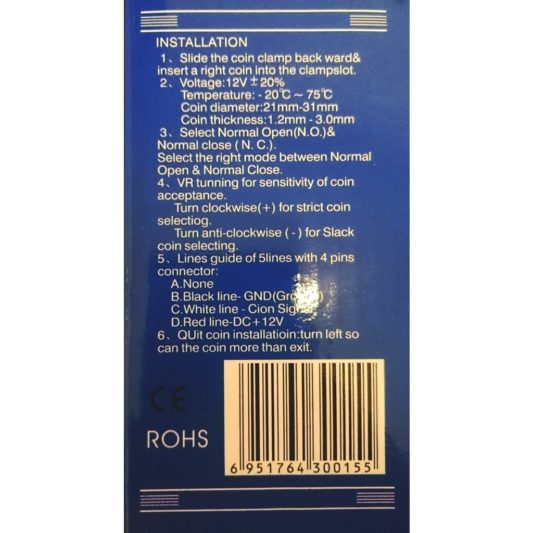 INSTALLATION
1、Slide the coin clamp back ward&
insert a right coin into the clampslot.
2、Voltage:12V±20%
Temperature: -20℃~75℃
Coin diameter:21mm-31mm
Coin thickness:1.2mm - 3.0mm
3、Select Normal Open(N.O.)&
Normal close ( N. C.).
Select the right mode between Normal
Open & Normal Close.
4、VR tunning for sensitivity of coin
acceptance.
Turn clockwise(+) for strict coin
selectiog.
Turn anti-clockwise ( - ) for Slack
coin selecting.
5、Lines guide of 5lines with 4 pins
connector:
A.None
B.Black line- GND
C.White line - Cion
D.Red line-DC+12V
6、QUit coin installatioin:turn left so
can the coin more than exit.
CE
ROHS
6 951764 300155